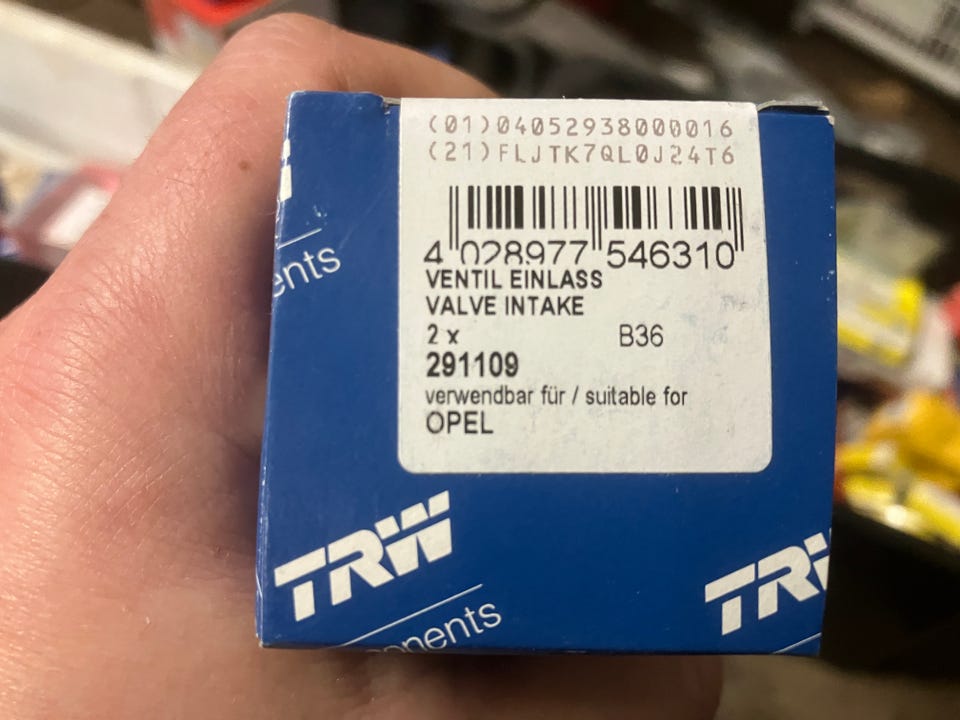 (01)04052938000016
(21)FLJTK7QL0J24T6
4 028977 546310
VENTIL EINLASS
VALVE INTAKE
2 x B36
291109
verwendbar für / suitable for
OPEL
ents
TRW
TRW
nents